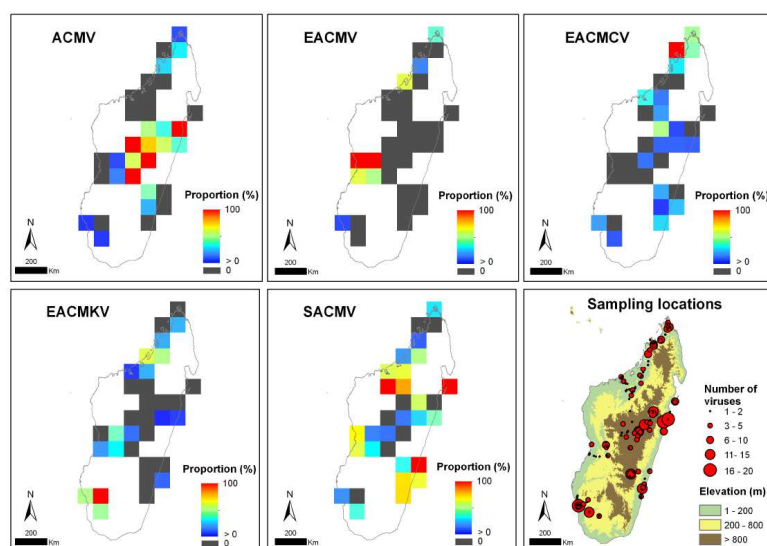 ACMV
N
200
Km
Proportion (%)
100
> 0
0
EACMV
N
200
Km
Proportion (%)
100
> 0
0
EACMCV
N
200
Km
Proportion (%)
100
> 0
0
EACMKV
N
200
Km
Proportion (%)
100
> 0
0
SACMV
N
200
Km
Proportion (%)
100
> 0
0
Sampling locations
Number of
viruses
1 - 2
3 - 5
6 - 10
11- 15
16 - 20
N
200
Km
Elevation (m)
1 - 200
200 - 800
> 800